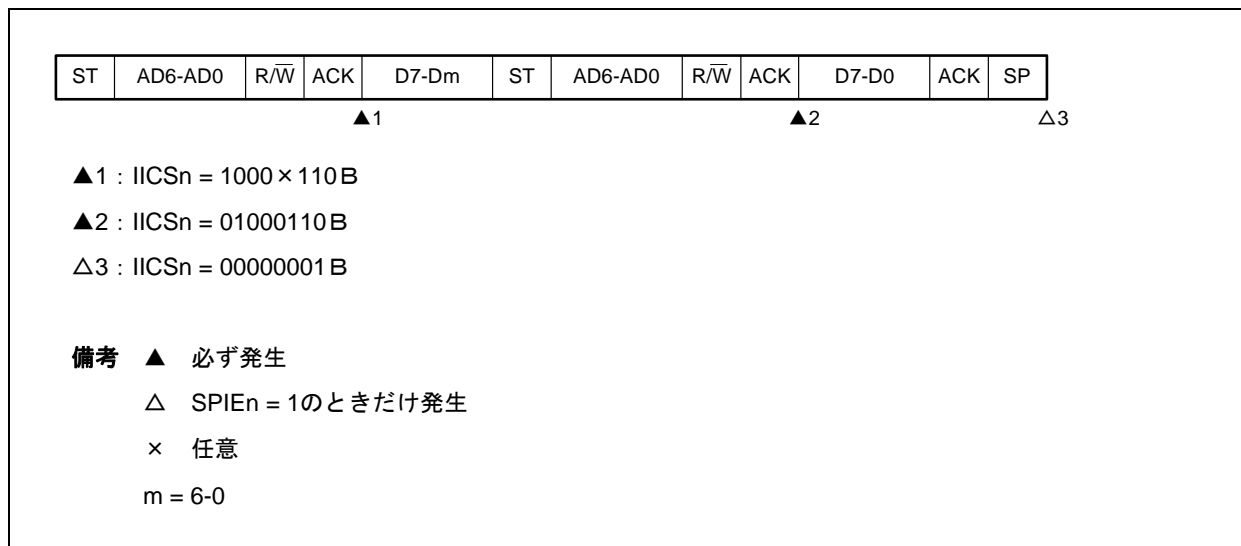 ST AD6-AD0 R/W̅ ACK D7-Dm ST AD6-AD0 R/W̅ ACK D7-D0 ACK SP
▲1 ▲2 △3
▲1：IICSn = 1000×110B
▲2：IICSn = 01000110B
△3：IICSn = 00000001B
備考 ▲ 必ず発生
△ SPIEn = 1のときだけ発生
× 任意
m = 6-0